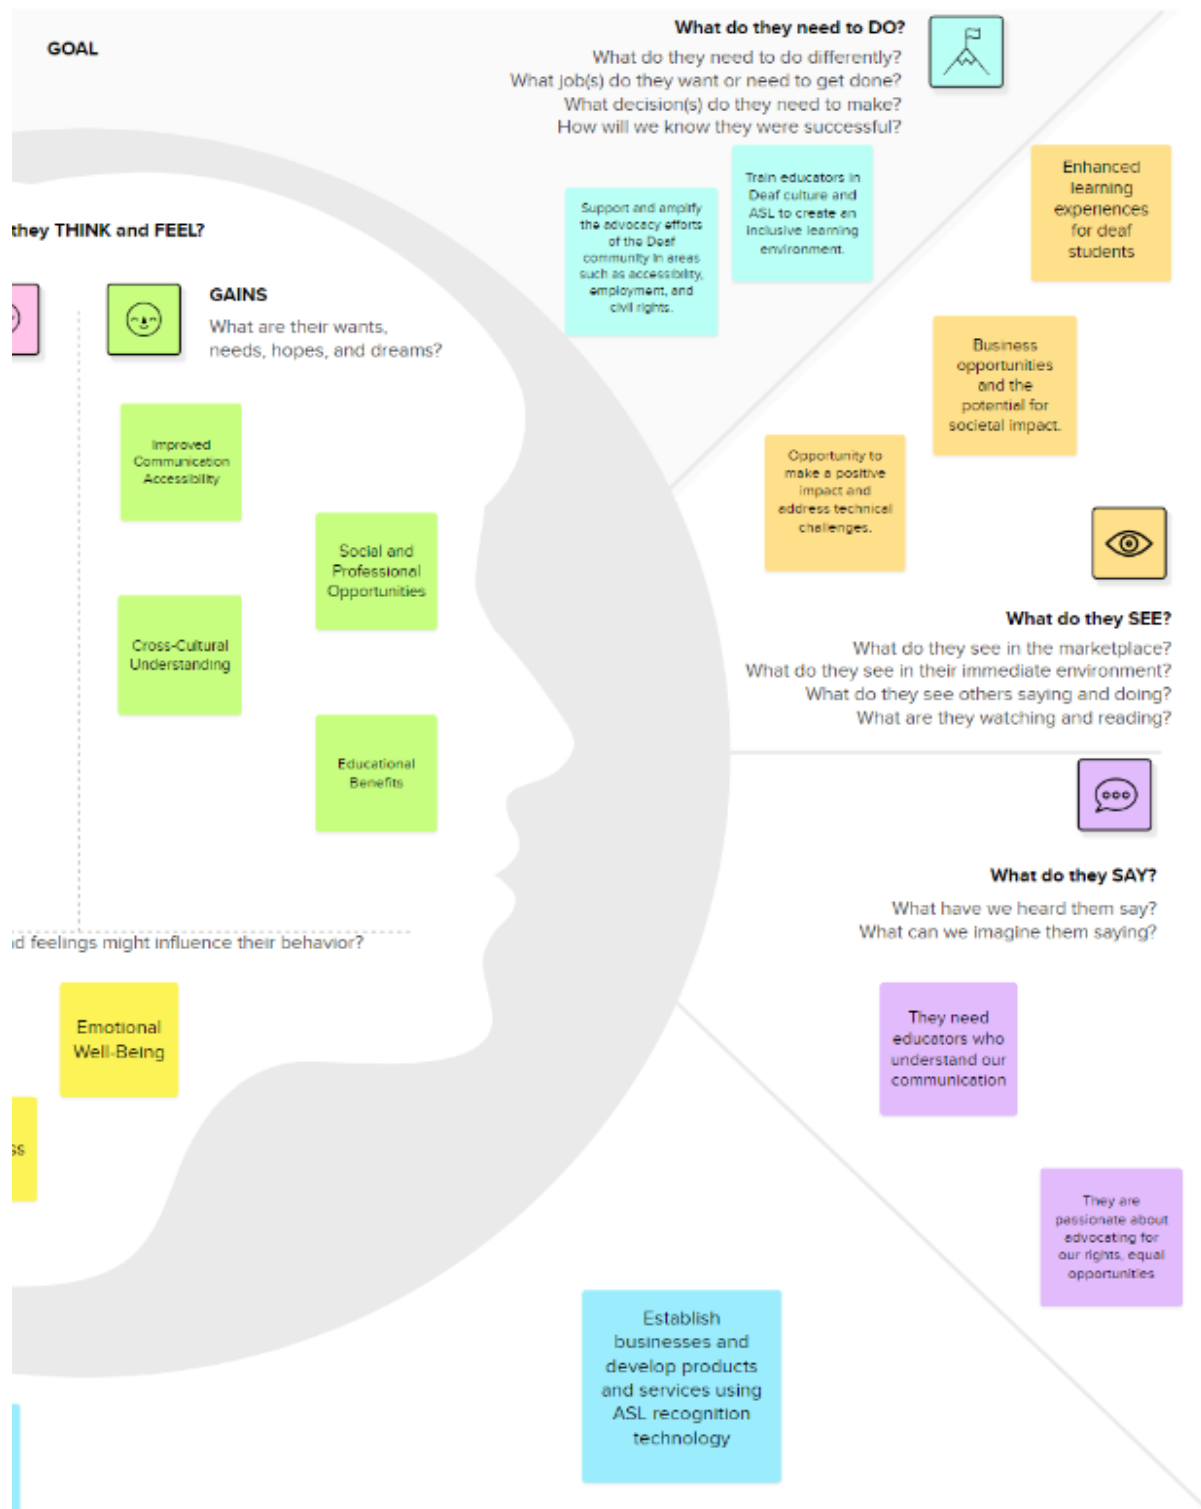 GOAL
What do they need to DO?
What do they need to do differently?
What job(s) do they want or need to get done?
What decision(s) do they need to make?
How will we know they were successful?
Support and amplify
the advocacy efforts
of the Deaf
community in areas
such as accessibility,
employment, and
civil rights.
Train educators in
Deaf culture and
ASL to create an
inclusive learning
environment.
Enhanced
learning
experiences
for deaf
students
Business
opportunities
and the
potential for
societal impact.
Opportunity to
make a positive
impact and
address technical
challenges.
What do they SEE?
What do they see in the marketplace?
What do they see in their immediate environment?
What do they see others saying and doing?
What are they watching and reading?
they THINK and FEEL?
GAINS
What are their wants,
needs, hopes, and dreams?
Improved
Communication
Accessibility
Social and
Professional
Opportunities
Cross-Cultural
Understanding
Educational
Benefits
feelings might influence their behavior?
Emotional
Well-Being
ss
What do they SAY?
What have we heard them say?
What can we imagine them saying?
They need
educators who
understand our
communication
They are
passionate about
advocating for
our rights, equal
opportunities
Establish
businesses and
develop products
and services using
ASL recognition
technology